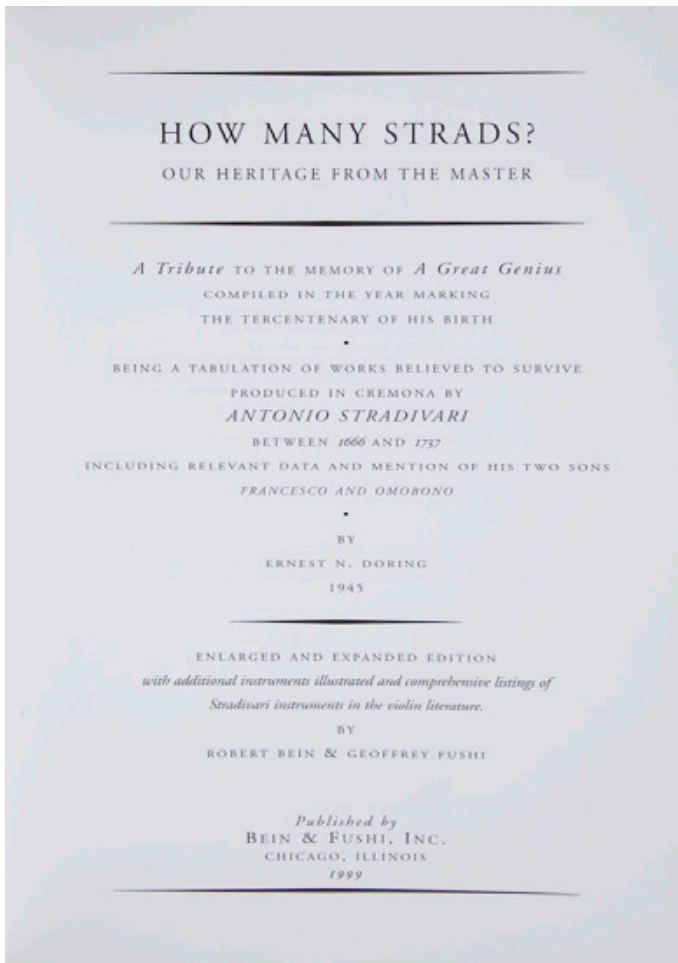 HOW MANY STRADS?
OUR HERITAGE FROM THE MASTER
A Tribute TO THE MEMORY OF A Great Genius
COMPILED IN THE YEAR MARKING
THE TERCENTENARY OF HIS BIRTH
•
BEING A TABULATION OF WORKS BELIEVED TO SURVIVE
PRODUCED IN CREMONA BY
ANTONIO STRADIVARI
BETWEEN 1666 AND 1737
INCLUDING RELEVANT DATA AND MENTION OF HIS TWO SONS
FRANCESCO AND OMOBONO
•
BY
ERNEST N. DORING
1945
ENLARGED AND EXPANDED EDITION
with additional instruments illustrated and comprehensive listings of
Stradivari instruments in the violin literature.
BY
ROBERT BEIN & GEOFFREY FUSHI
Published by
BEIN & FUSHI, INC.
CHICAGO, ILLINOIS
1999